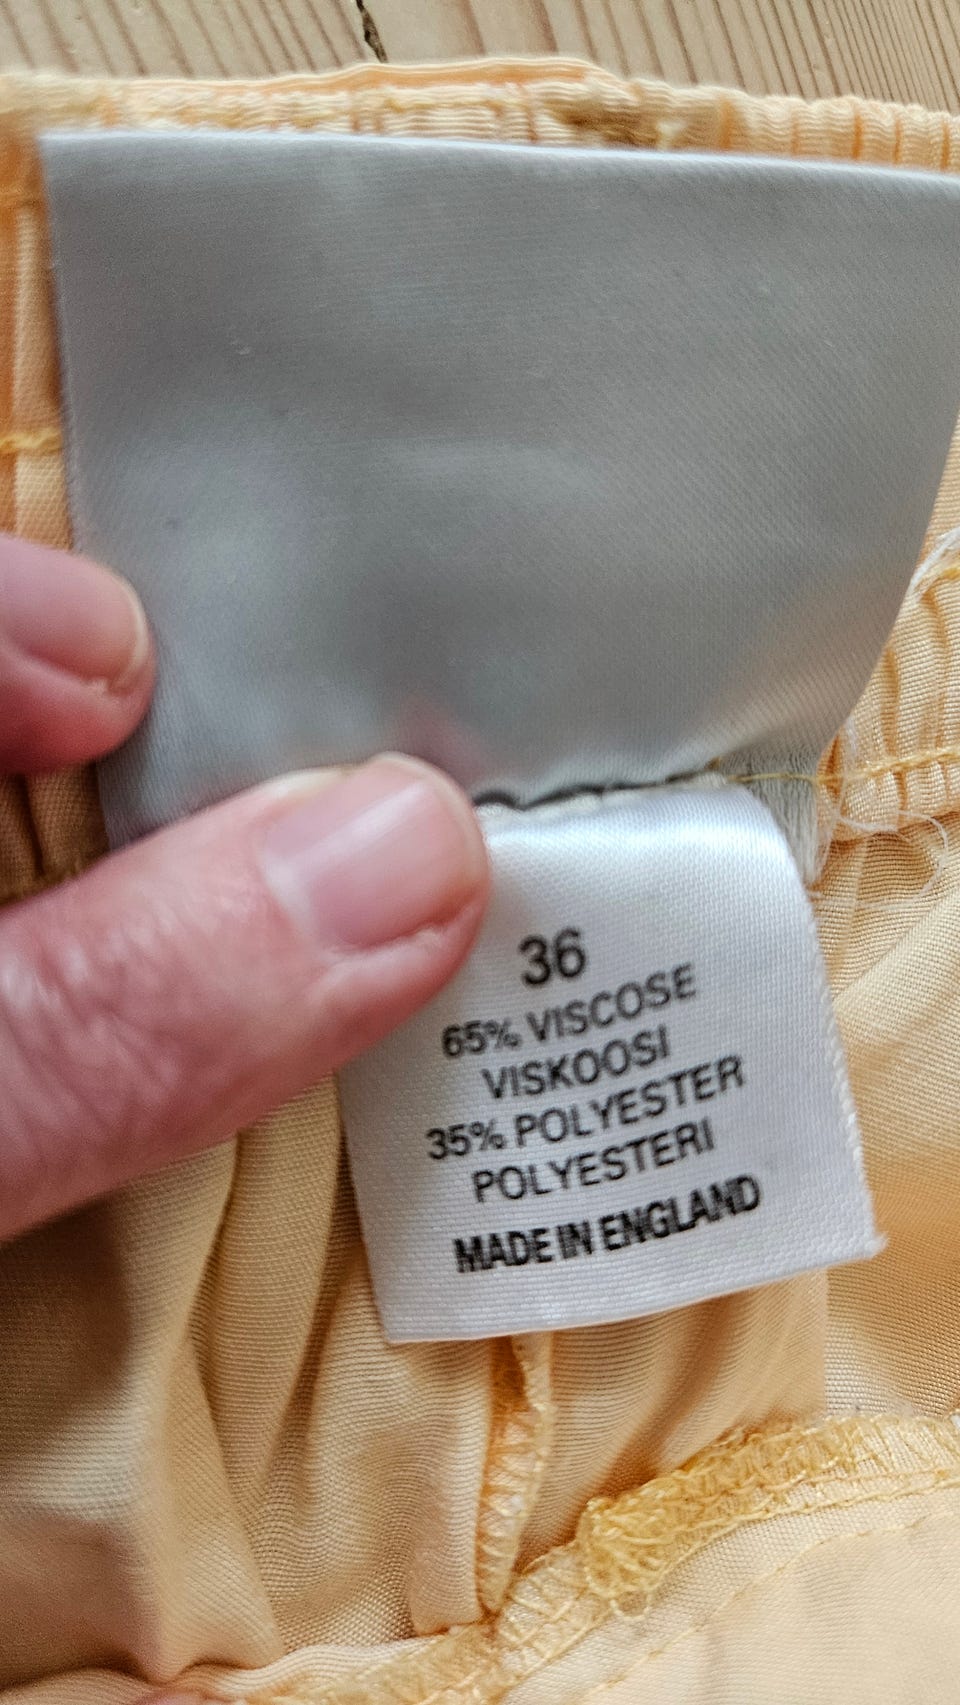 36
65% VISCOSE
VISKOOSI
35% POLYESTER
POLYESTERI
MADE IN ENGLAND